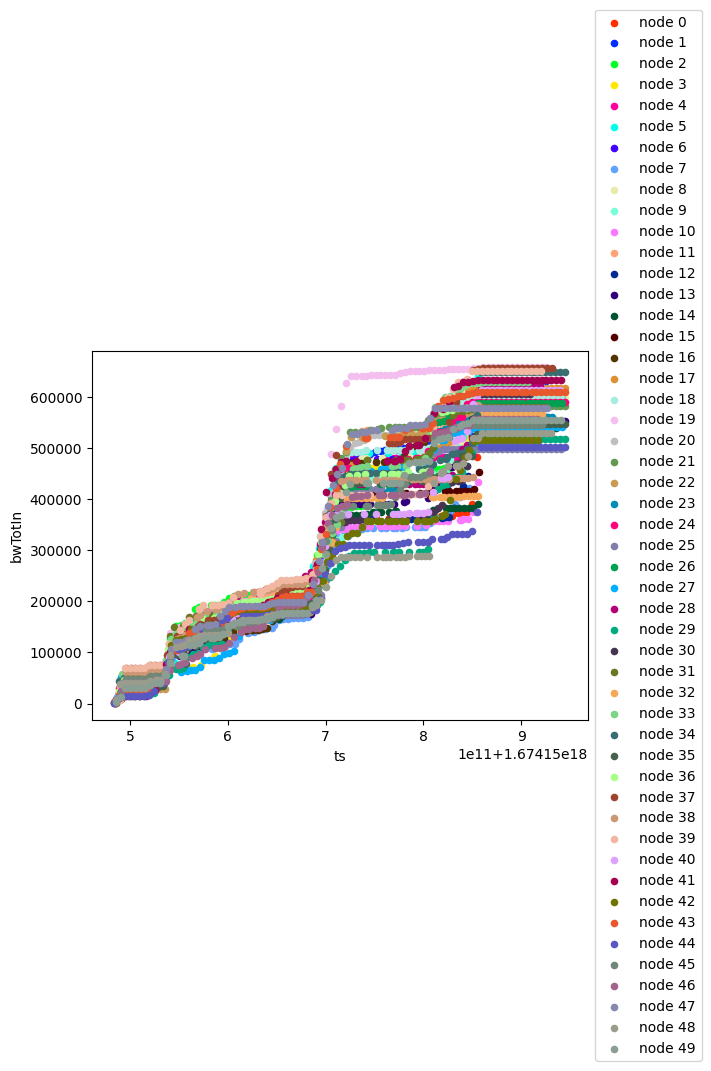 node 0
node 1
node 2
node 3
node 4
node 5
node 6
node 7
node 8
node 9
node 10
node 11
node 12
node 13
node 14
node 15
node 16
node 17
node 18
node 19
node 20
node 21
node 22
node 23
node 24
node 25
node 26
node 27
node 28
node 29
node 30
node 31
node 32
node 33
node 34
node 35
node 36
node 37
node 38
node 39
node 40
node 41
node 42
node 43
node 44
node 45
node 46
node 47
node 48
node 49
600000
500000
400000
300000
200000
100000
0
bwTotIn
5 6 7 8 9
ts
1e11+1.67415e18